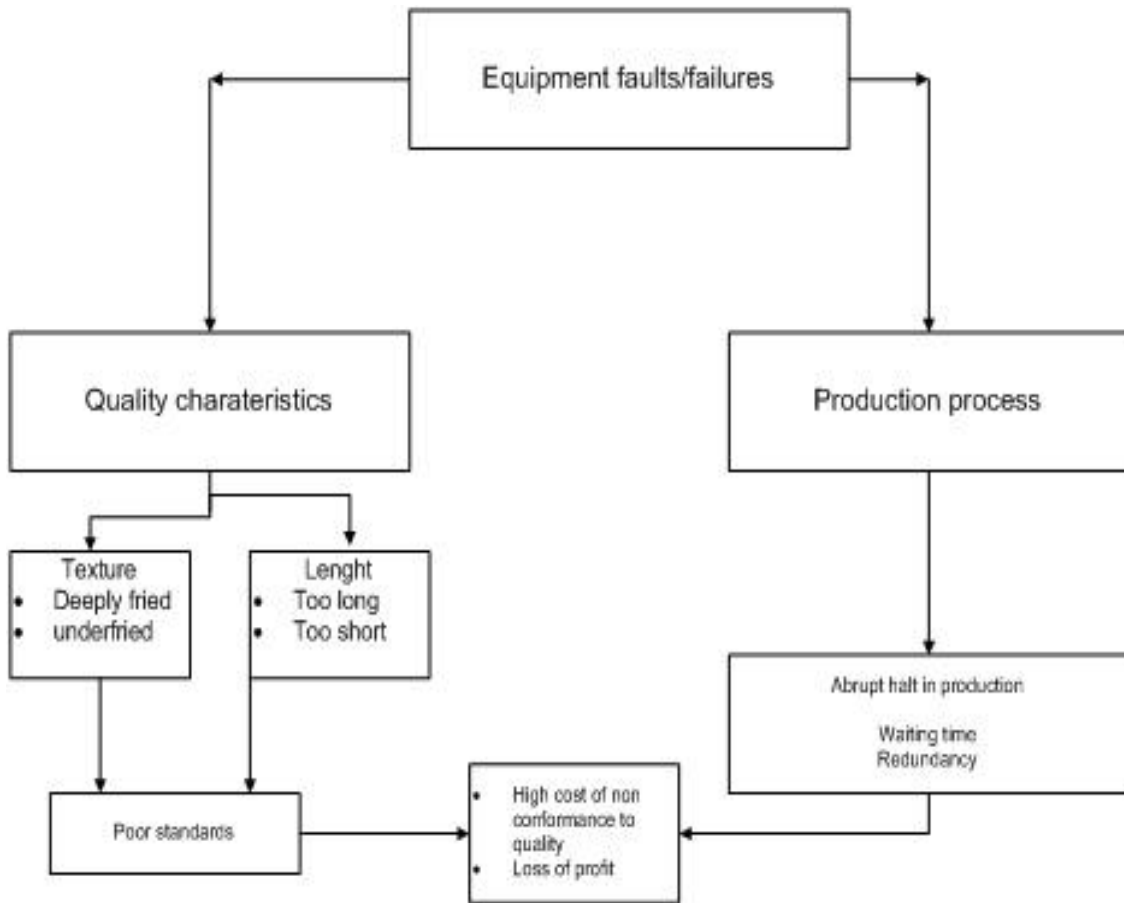 Equipment faults/failures
Quality charateristics
Production process
Texture
• Deeply fried
• underfried
Lenght
• Too long
• Too short
Abrupt halt in production
Waiting time
Redundancy
Poor standards
• High cost of non
conformance to
quality
• Loss of profit